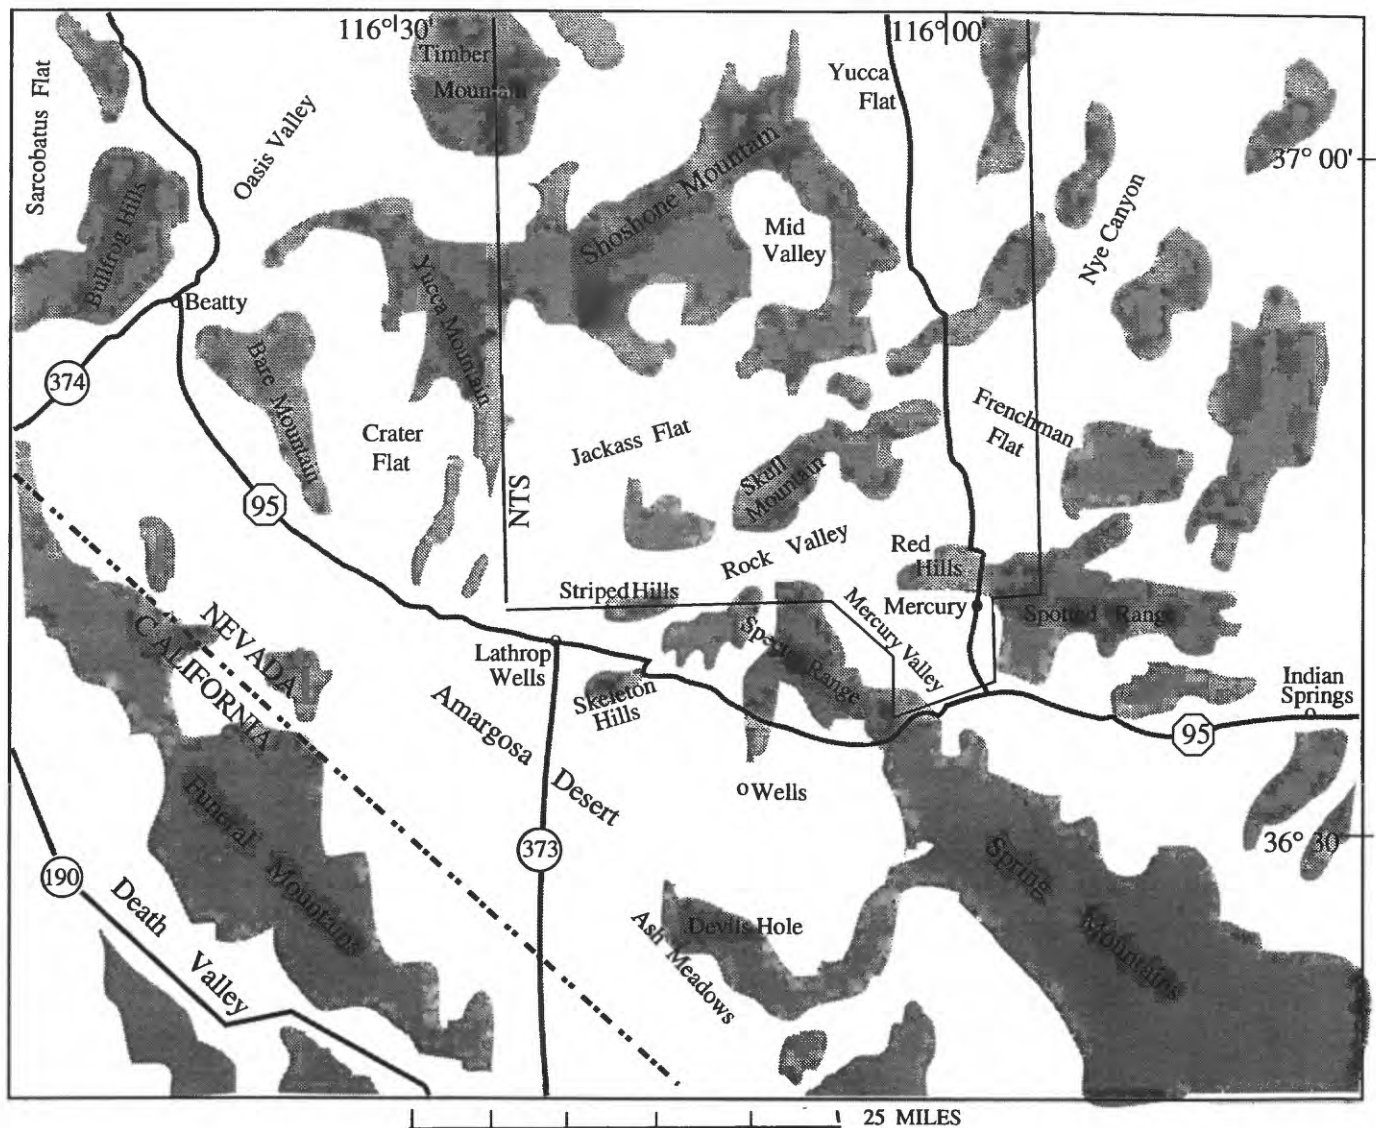 116° 30'
116° 00'
Timber
Mountain
Yucca
Flat
Sarcobatus Flat
Oasis Valley
37° 00'
Shoshone Mountain
Mid
Valley
Nye Canyon
Bullfrog Hills
Yucca Mountain
Beatty
374
Bare Mountain
Crater
Flat
Jackass Flat
Frenchman
Flat
Skull
Mountain
95
NTS
Rock Valley
Red
Hills
Striped Hills
Mercury
Mercury Valley
Spotted Range
NEVADA
CALIFORNIA
Specter Range
Lathrop
Wells
Skeleton
Hills
Indian
Springs
95
Amargosa Desert
Wells
Funeral Mountains
373
36° 30'
Spring Mountains
190
Death
Valley
Devils Hole
Ash Meadows
25 MILES